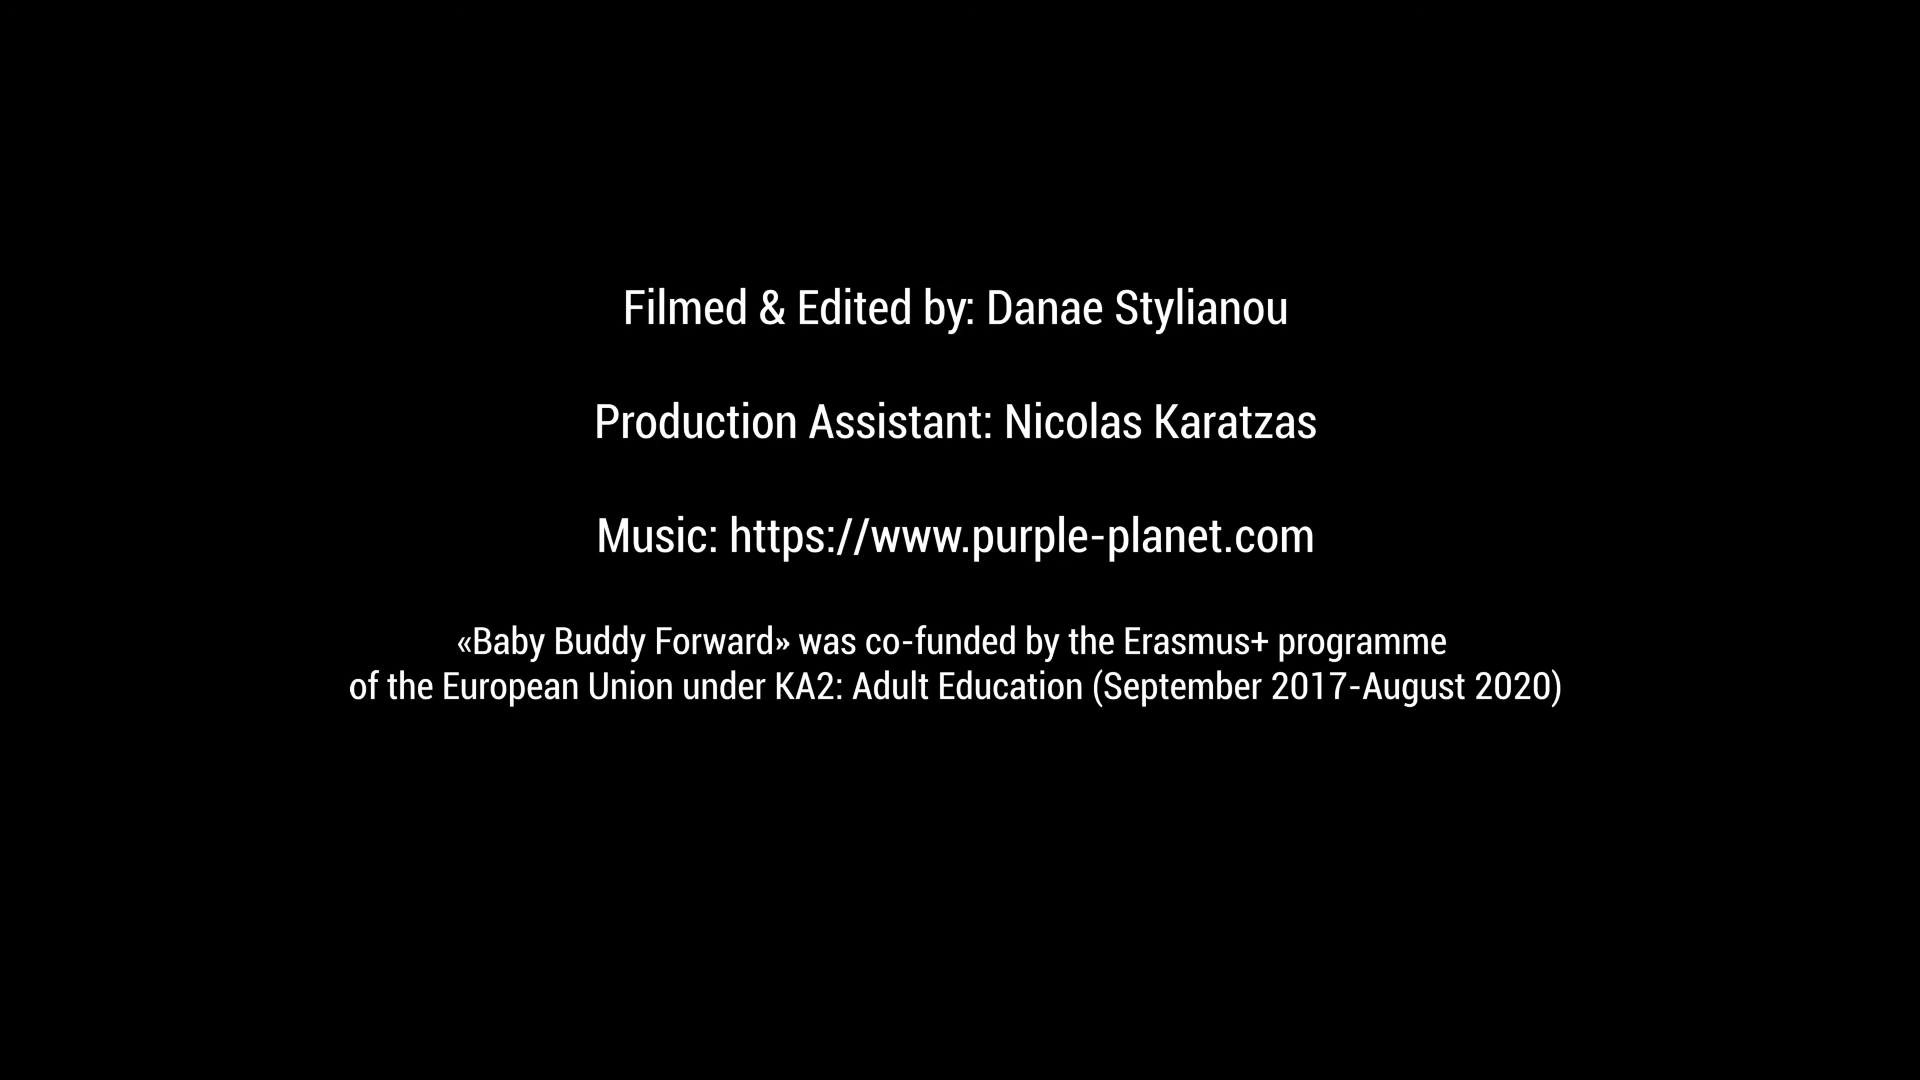 Filmed & Edited by: Danae Stylianou
Production Assistant: Nicolas Karatzas
Music: https://www.purple-planet.com
«Baby Buddy Forward» was co-funded by the Erasmus+ programme
of the European Union under KA2: Adult Education (September 2017-August 2020)